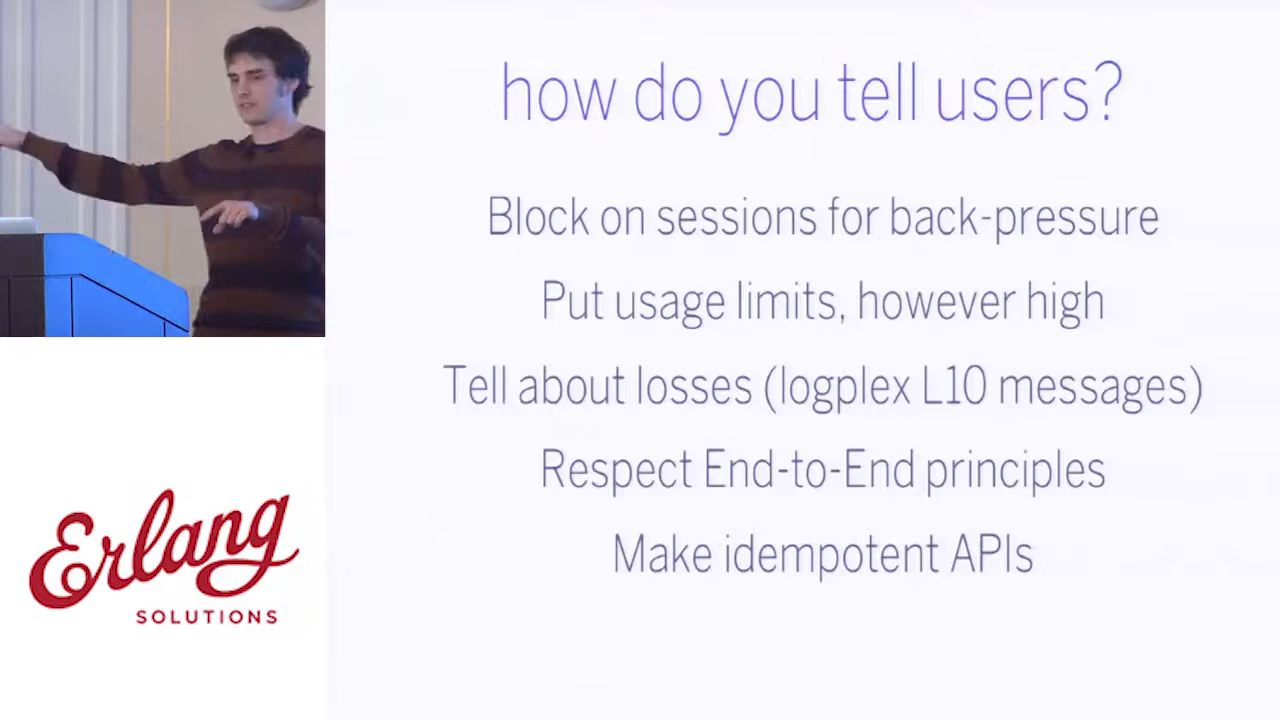 how do you tell users?
Block on sessions for back-pressure
Put usage limits, however high
Tell about losses (logplex L10 messages)
Respect End-to-End principles
Make idempotent APIs
Erlang
SOLUTIONS